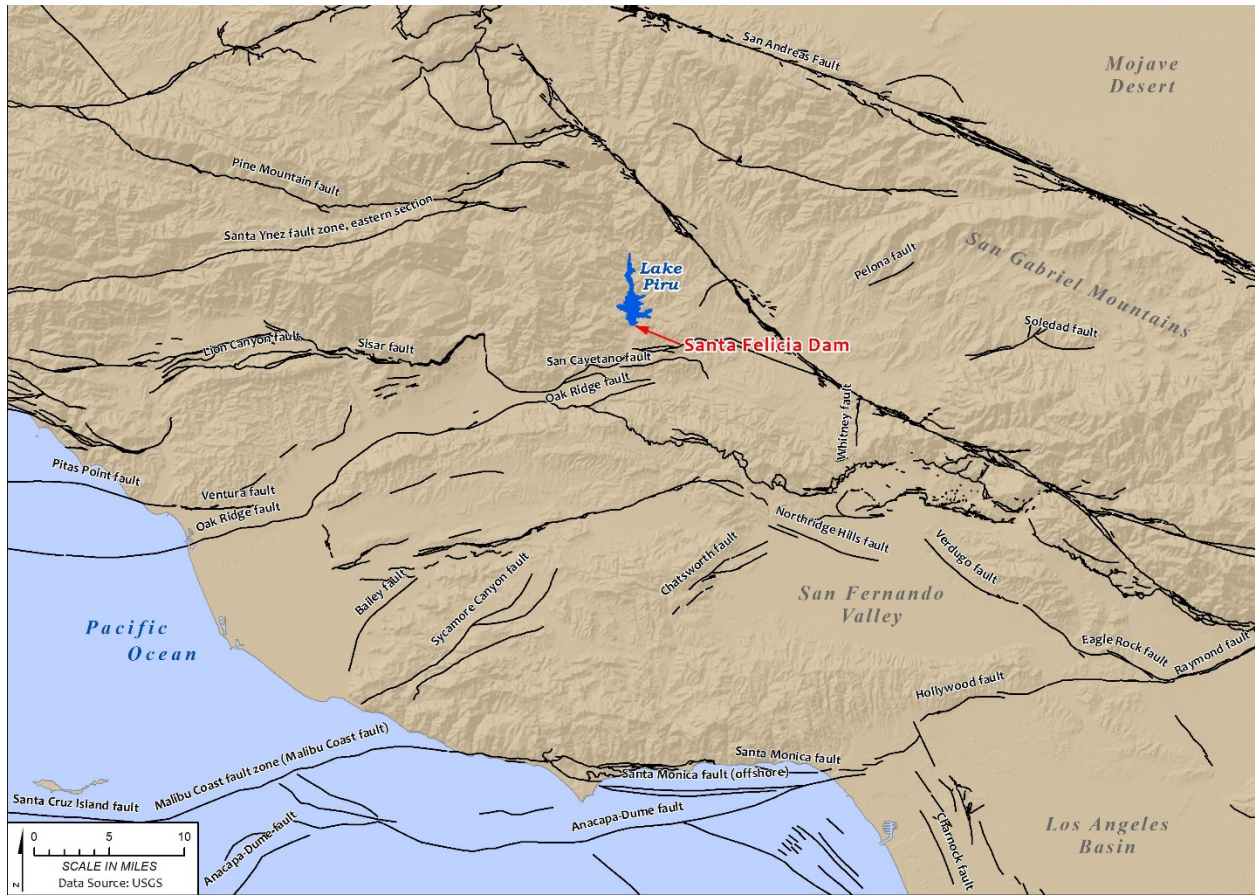 San Andreas Fault
Mojave
Desert
Pine Mountain fault
Santa Ynez fault zone, eastern section
San Gabriel Mountains
Pelona fault
Lake
Piru
Soledad fault
Lion Canyon fault
Sisar fault
Santa Felicia Dam
San Cayetano fault
Oak Ridge fault
Whitney fault
Pitas Point fault
Ventura fault
Oak Ridge fault
Northridge Hills fault
Verdugo fault
Chatsworth fault
Bailey fault
Sycamore Canyon fault
San Fernando
Valley
Pacific
Ocean
Eagle Rock fault
Raymond fault
Hollywood fault
Malibu Coast fault zone (Malibu Coast fault)
Santa Monica fault
Santa Monica fault (offshore)
Santa Cruz Island fault
Anacapa-Dume fault
Anacapa-Dume-fault
Charnock fault
Los Angeles
Basin
0 5 10
SCALE IN MILES
Data Source: USGS
N